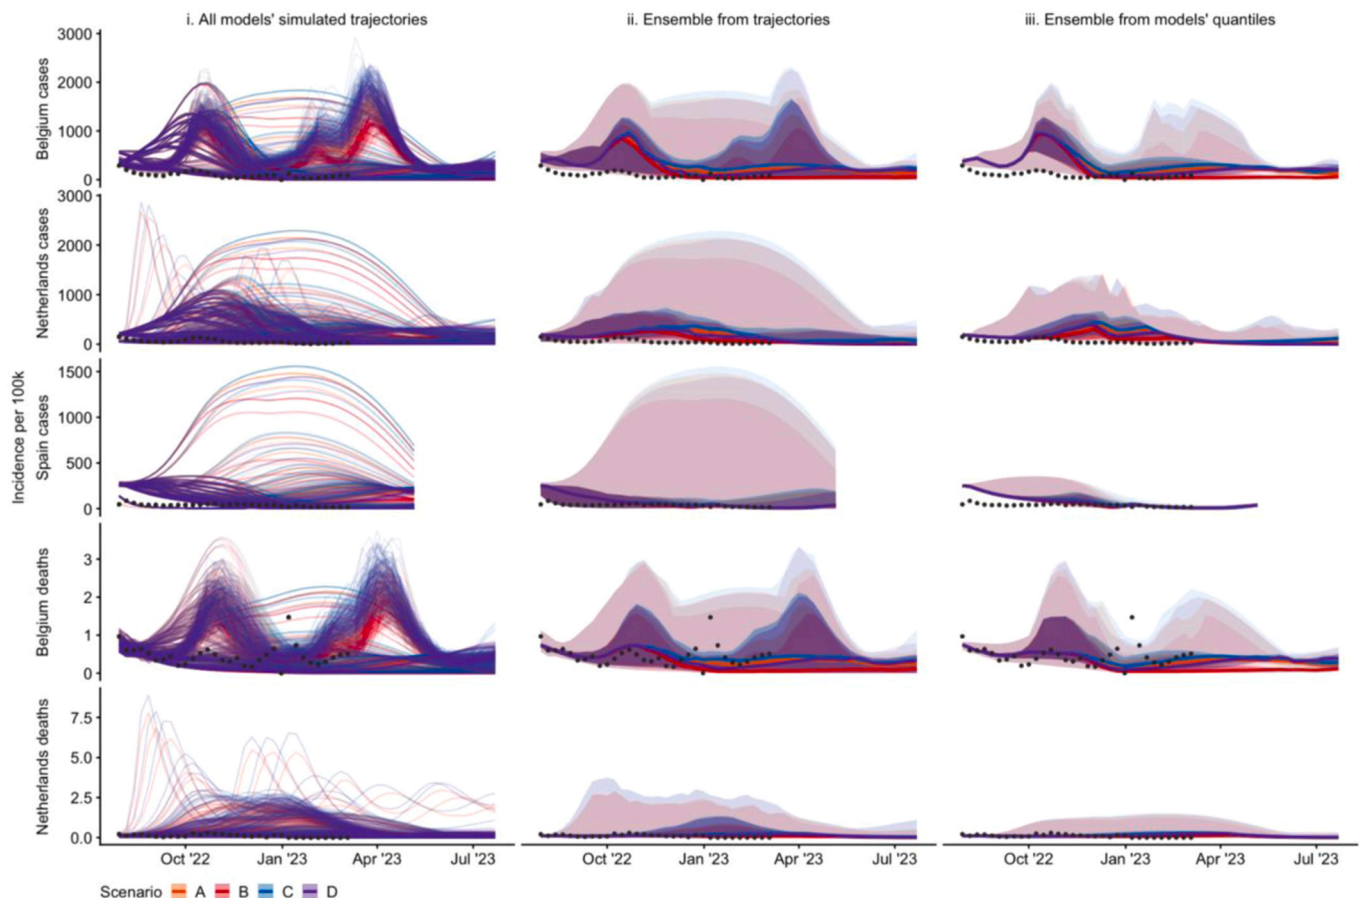 i. All models' simulated trajectories
ii. Ensemble from trajectories
iii. Ensemble from models' quantiles
Incidence per 100k
Belgium cases
3000
2000
1000
0
Netherlands cases
3000
2000
1000
0
Spain cases
1500
1000
500
0
Belgium deaths
3
2
1
0
Netherlands deaths
7.5
5.0
2.5
0.0
Oct '22 Jan '23 Apr '23 Jul '23
Oct '22 Jan '23 Apr '23 Jul '23
Oct '22 Jan '23 Apr '23 Jul '23
Scenario A B C D